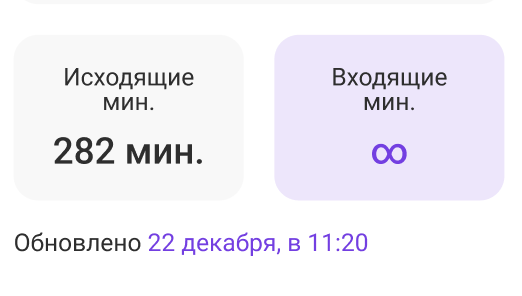 Исходящие
мин.
282 мин.
Входящие
мин.
∞
Обновлено 22 декабря, в 11:20